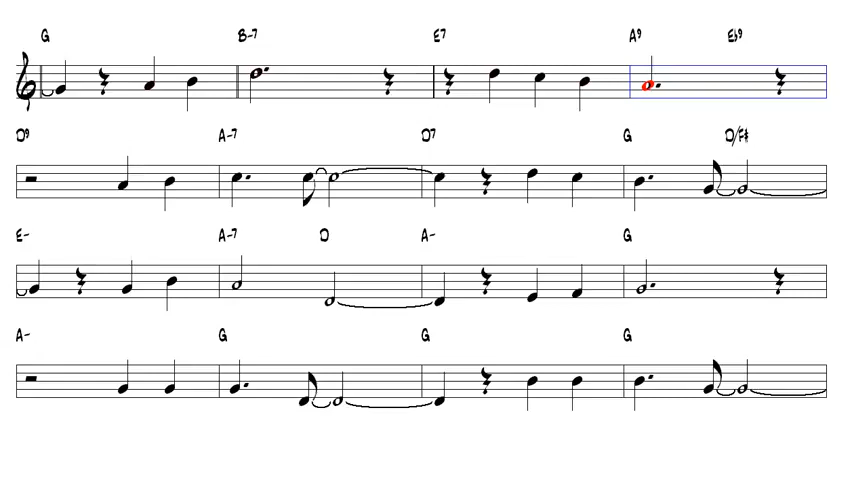 G B-7 E7 A9 E♭9
D9 A-7 D7 G D/F#
E- A-7 D A- G
A- G G G